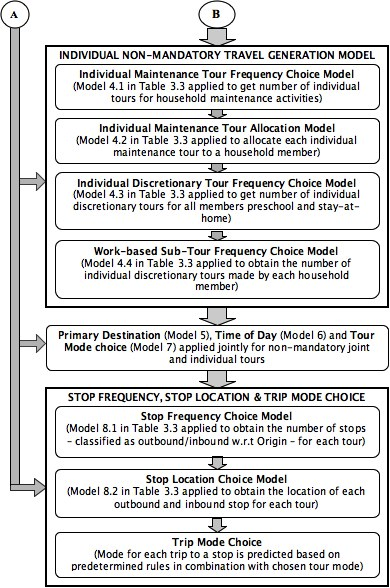 A
B
INDIVIDUAL NON-MANDATORY TRAVEL GENERATION MODEL
Individual Maintenance Tour Frequency Choice Model
(Model 4.1 in Table 3.3 applied to get number of individual
tours for household maintenance activities)
Individual Maintenance Tour Allocation Model
(Model 4.2 in Table 3.3 applied to allocate each individual
maintenance tour to a household member)
Individual Discretionary Tour Frequency Choice Model
(Model 4.3 in Table 3.3 applied to get number of individual
discretionary tours for all members preschool and stay-at-
home)
Work-based Sub-Tour Frequency Choice Model
(Model 4.4 in Table 3.3 applied to obtain the number of
individual discretionary tours made by each household
member)
Primary Destination (Model 5), Time of Day (Model 6) and Tour
Mode choice (Model 7) applied jointly for non-mandatory joint
and individual tours
STOP FREQUENCY, STOP LOCATION & TRIP MODE CHOICE
Stop Frequency Choice Model
(Model 8.1 in Table 3.3 applied to obtain the number of stops
– classified as outbound/inbound w.r.t Origin – for each tour)
Stop Location Choice Model
(Model 8.2 in Table 3.3 applied to obtain the location of each
outbound and inbound stop for each tour)
Trip Mode Choice
(Mode for each trip to a stop is predicted based on
predetermined rules in combination with chosen tour mode)